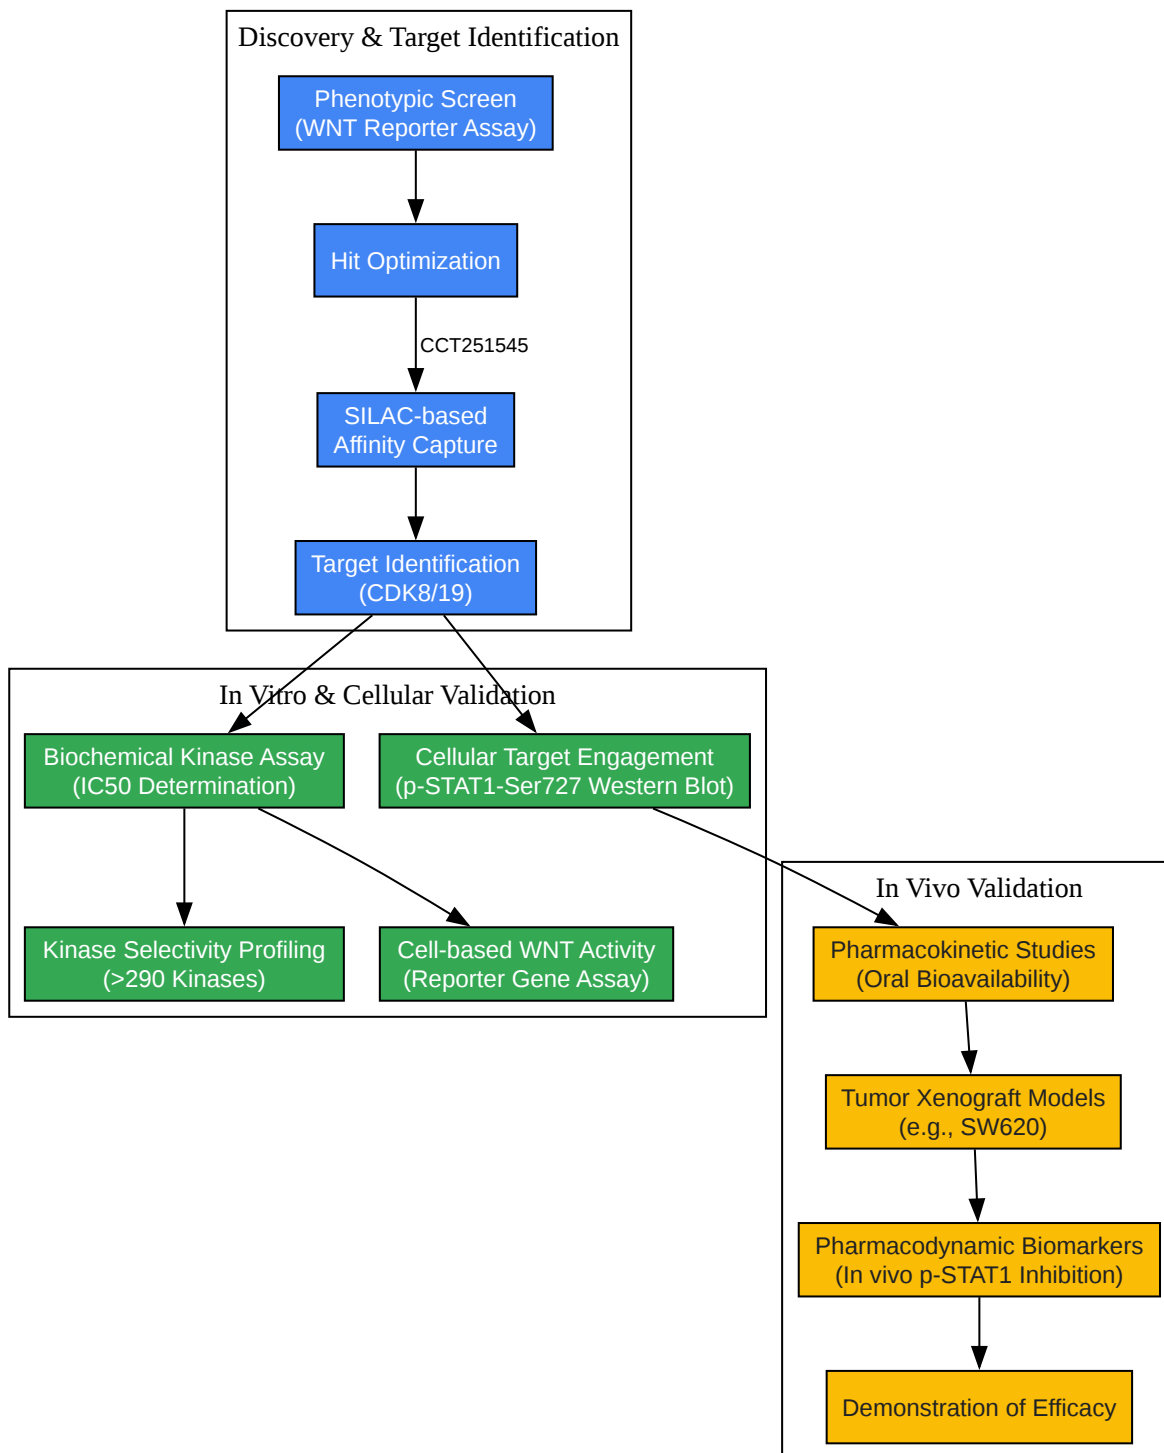 Discovery & Target Identification
Phenotypic Screen
(WNT Reporter Assay)
Hit Optimization
CCT251545
SILAC-based
Affinity Capture
Target Identification
(CDK8/19)
In Vitro & Cellular Validation
Biochemical Kinase Assay
(IC50 Determination)
Cellular Target Engagement
(p-STAT1-Ser727 Western Blot)
Kinase Selectivity Profiling
(>290 Kinases)
Cell-based WNT Activity
(Reporter Gene Assay)
In Vivo Validation
Pharmacokinetic Studies
(Oral Bioavailability)
Tumor Xenograft Models
(e.g., SW620)
Pharmacodynamic Biomarkers
(In vivo p-STAT1 Inhibition)
Demonstration of Efficacy